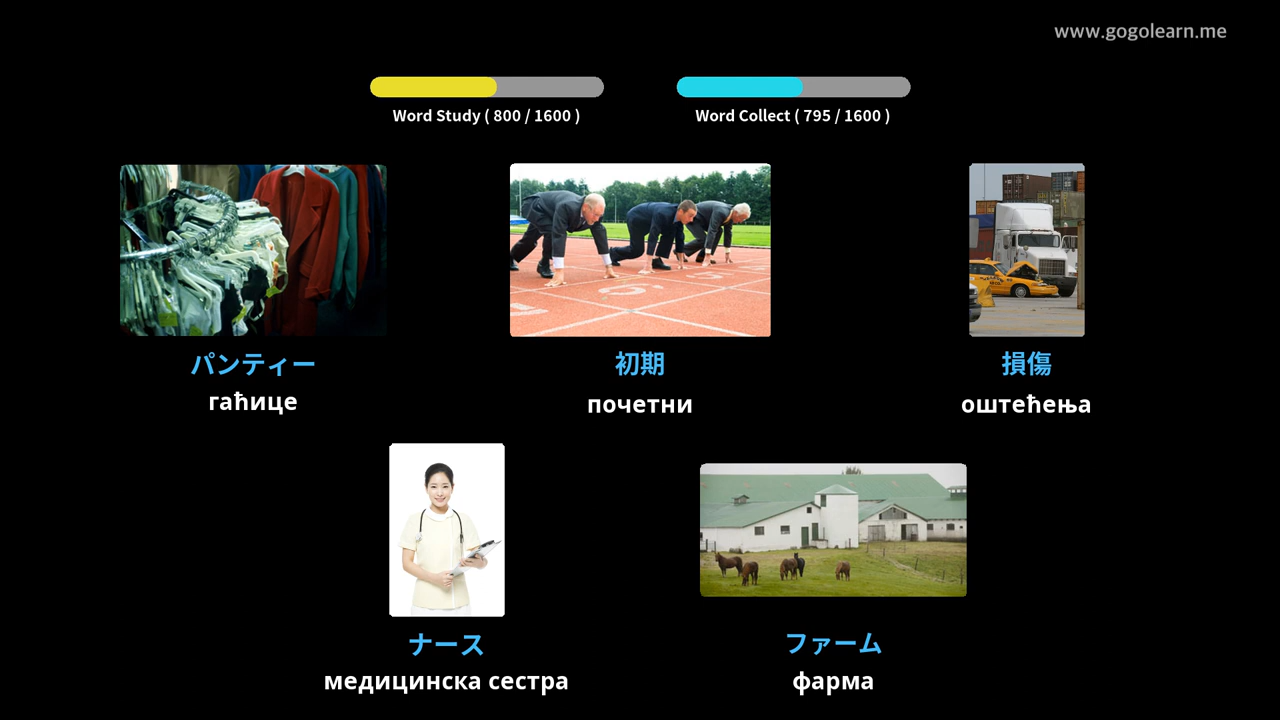 www.gogolearn.me
Word Study ( 800 / 1600 )
Word Collect ( 795 / 1600 )
パンティー
гаћице
初期
почетни
損傷
оштећења
ナース
медицинска сестра
ファーム
фарма